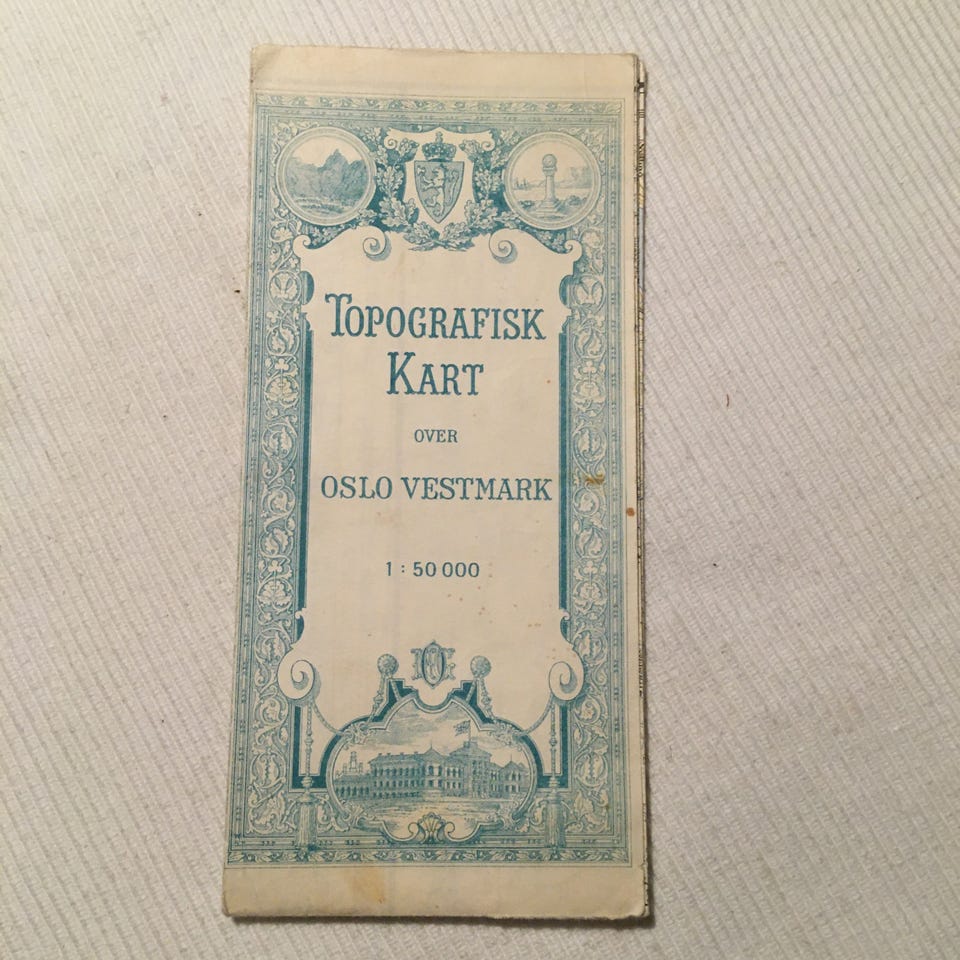 TOPOGRAFISK
KART
OVER
OSLO VESTMARK
1 : 50 000